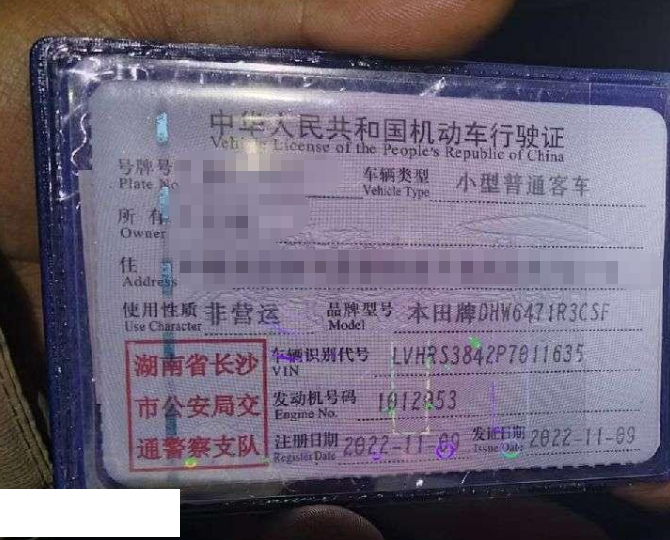 中华人民共和国机动车行驶证
Vehicle License of the People's Republic of China
号牌号 车辆类型 小型普通客车
Plate No Vehicle Type
所有
Owner
住
Address
使用性质 非营运 品牌型号 本田牌DHW6471R3CSF
Use Character Model
湖南省长沙
市公安局交
通警察支队
车辆识别代号 LVHRS3842P7011635
VIN
发动机号码 1012053
Engine No.
注册日期 2022-11-09 发证日期 2022-11-09
Register Date Issue Date